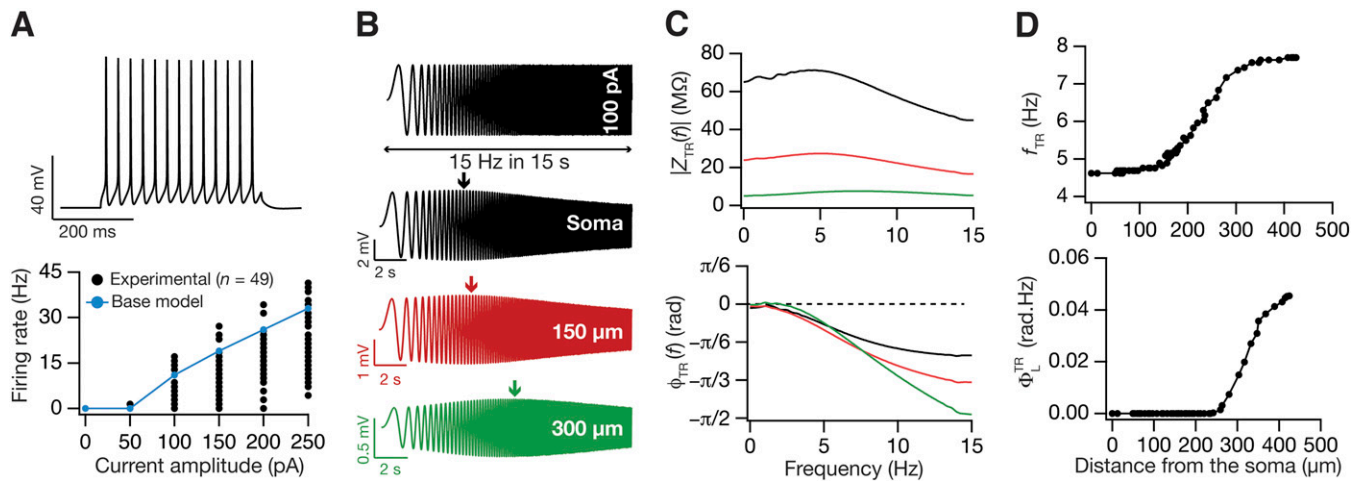 A
40 mV
200 ms
Firing rate (Hz)
45
30
15
0
Experimental (n = 49)
Base model
0 50 100 150 200 250
Current amplitude (pA)
B
100 pA
15 Hz in 15 s
Soma
2 mV
2 s
150 µm
1 mV
2 s
300 µm
0.5 mV
2 s
C
|Z_TR(f)| (MΩ)
80
60
40
20
0
0 5 10 15
ϕ_TR(f) (rad)
π/6
0
−π/6
−π/3
−π/2
0 5 10 15
Frequency (Hz)
D
f_TR (Hz)
8
7
6
5
4
0 100 200 300 400 500
Φ_L^TR (rad.Hz)
0.06
0.04
0.02
0.00
0 100 200 300 400 500
Distance from the soma (µm)